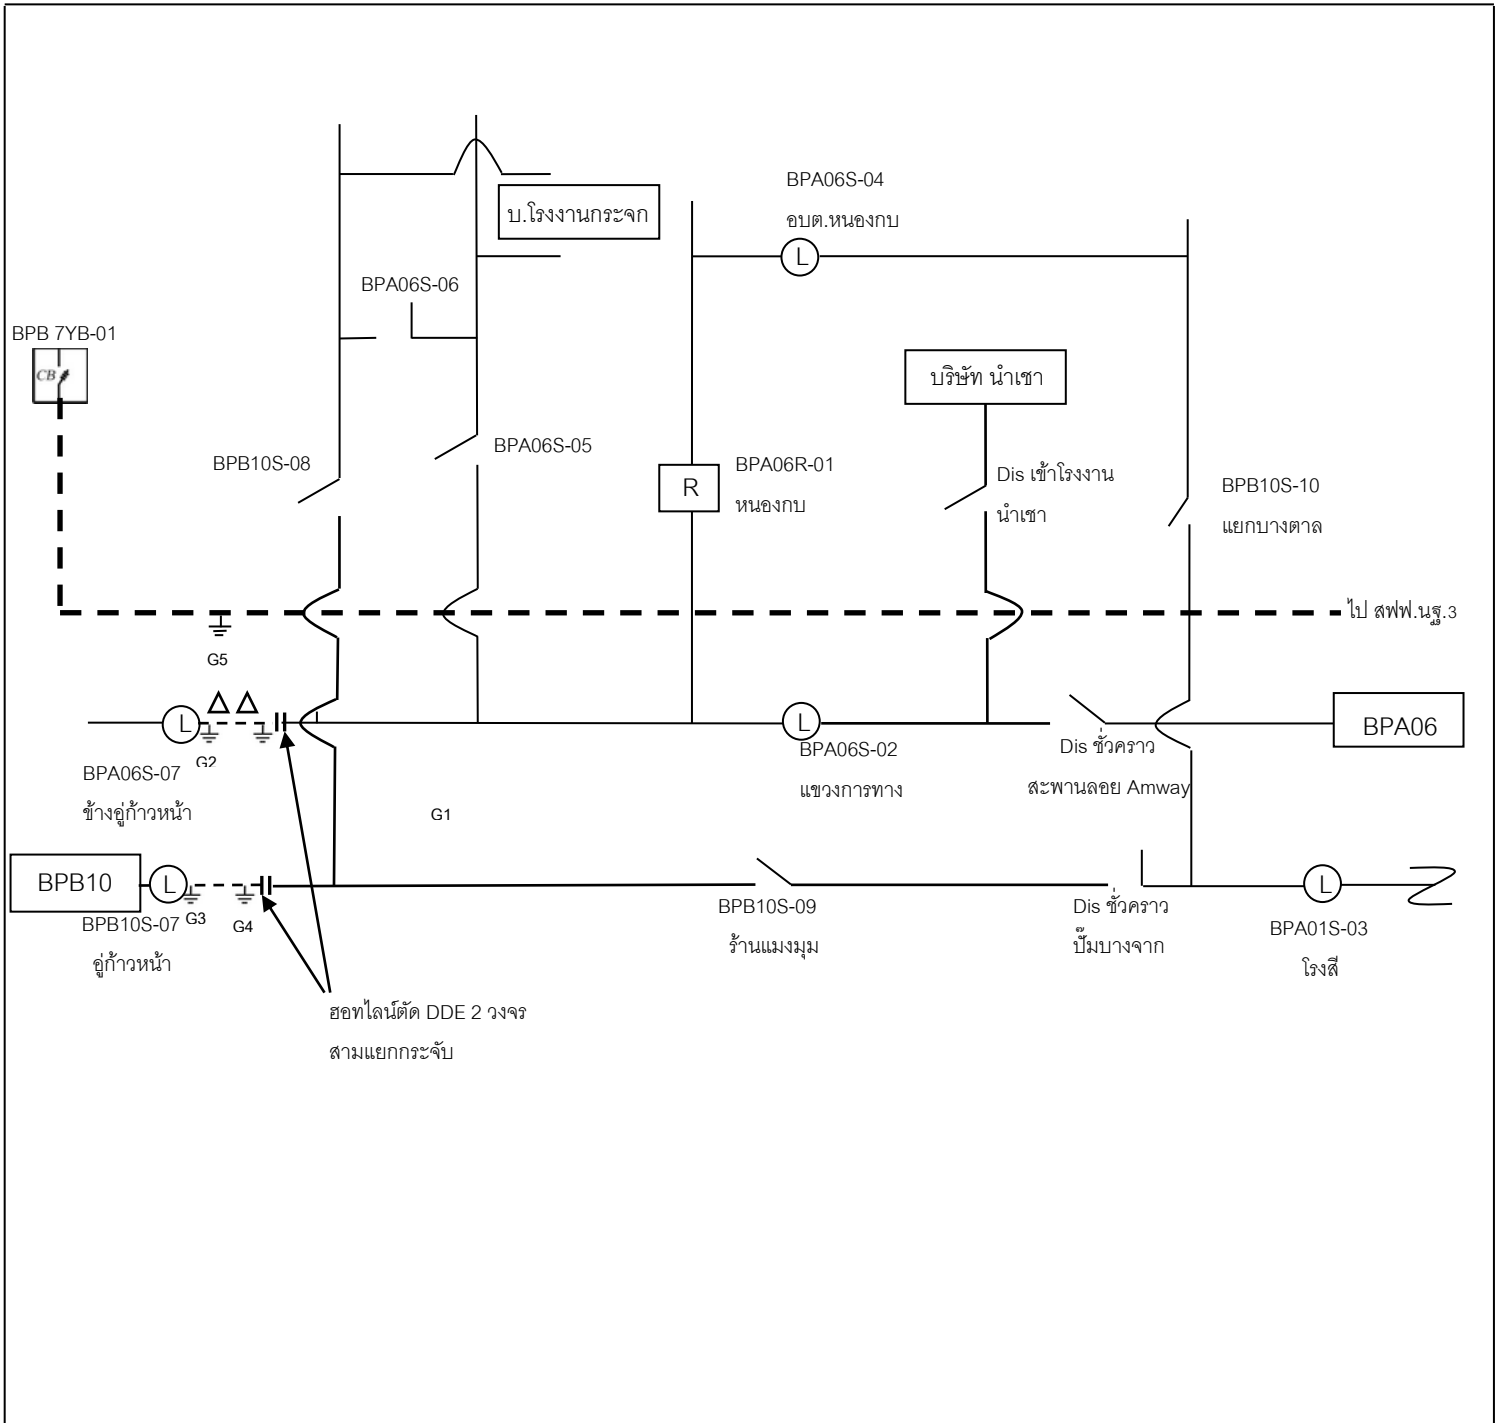 BPA06S-04
อบต.หนองกบ
L
บ.โรงงานกระจก
BPA06S-06
BPB 7YB-01
CB
บริษัท นำเชา
BPB10S-08
BPA06S-05
BPA06R-01
หนองกบ
R
Dis เข้าโรงงาน
นำเชา
BPB10S-10
แยกบางตาล
ไป สฟฟ.นฐ.3
G5
L
G2
BPA06S-07
ข้างอู่ก้าวหน้า
L
BPA06S-02
แขวงการทาง
Dis ชั่วคราว
สะพานลอย Amway
BPA06
G1
BPB10
L
G3
G4
BPB10S-07
อู่ก้าวหน้า
BPB10S-09
ร้านแมงมุม
Dis ชั่วคราว
ปั๊มบางจาก
L
BPA01S-03
โรงสี
ฮอทไลน์ตัด DDE 2 วงจร
สามแยกกระจับ